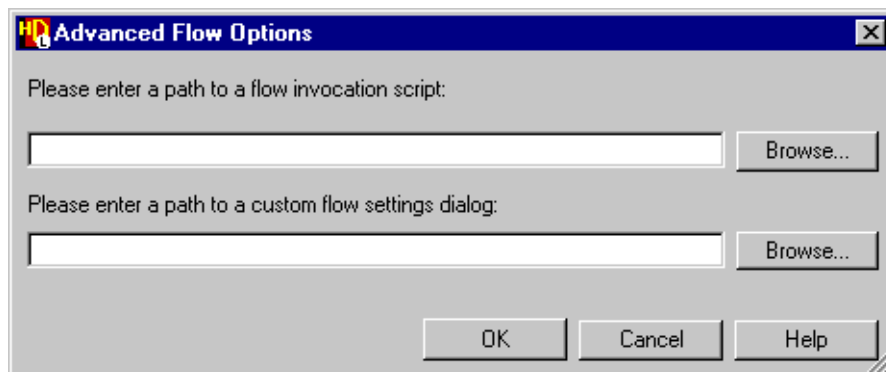 HDL Advanced Flow Options
Please enter a path to a flow invocation script:
Browse...
Please enter a path to a custom flow settings dialog:
Browse...
OK Cancel Help